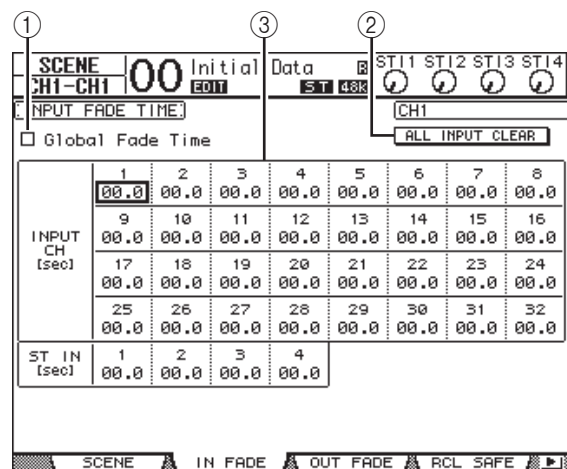 1 3 2
SCENE 00 Initial Data STI1 STI2 STI3 STI4
CH1-CH1 EDIT ST 48k
INPUT FADE TIME CH1
Global Fade Time ALL INPUT CLEAR
1 2 3 4 5 6 7 8
00.0 00.0 00.0 00.0 00.0 00.0 00.0 00.0
9 10 11 12 13 14 15 16
INPUT CH [sec] 00.0 00.0 00.0 00.0 00.0 00.0 00.0 00.0
17 18 19 20 21 22 23 24
00.0 00.0 00.0 00.0 00.0 00.0 00.0 00.0
25 26 27 28 29 30 31 32
00.0 00.0 00.0 00.0 00.0 00.0 00.0 00.0
ST IN [sec] 1 2 3 4
00.0 00.0 00.0 00.0
SCENE IN FADE OUT FADE RCL SAFE